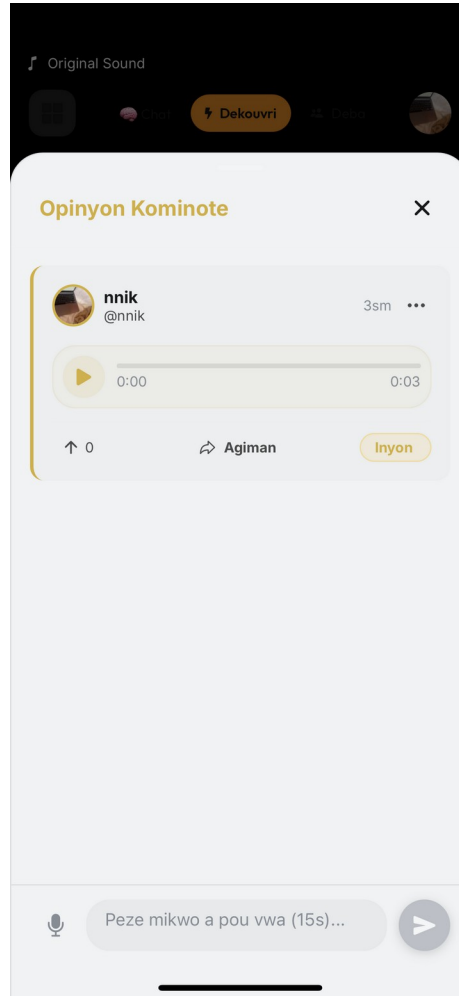 Original Sound
Chat Dekouvri Deba
Opinyon Kominote
nnik
@nnik
3sm
0:00 0:03
0 Agiman Inyon
Peze mikwo a pou vwa (15s)...